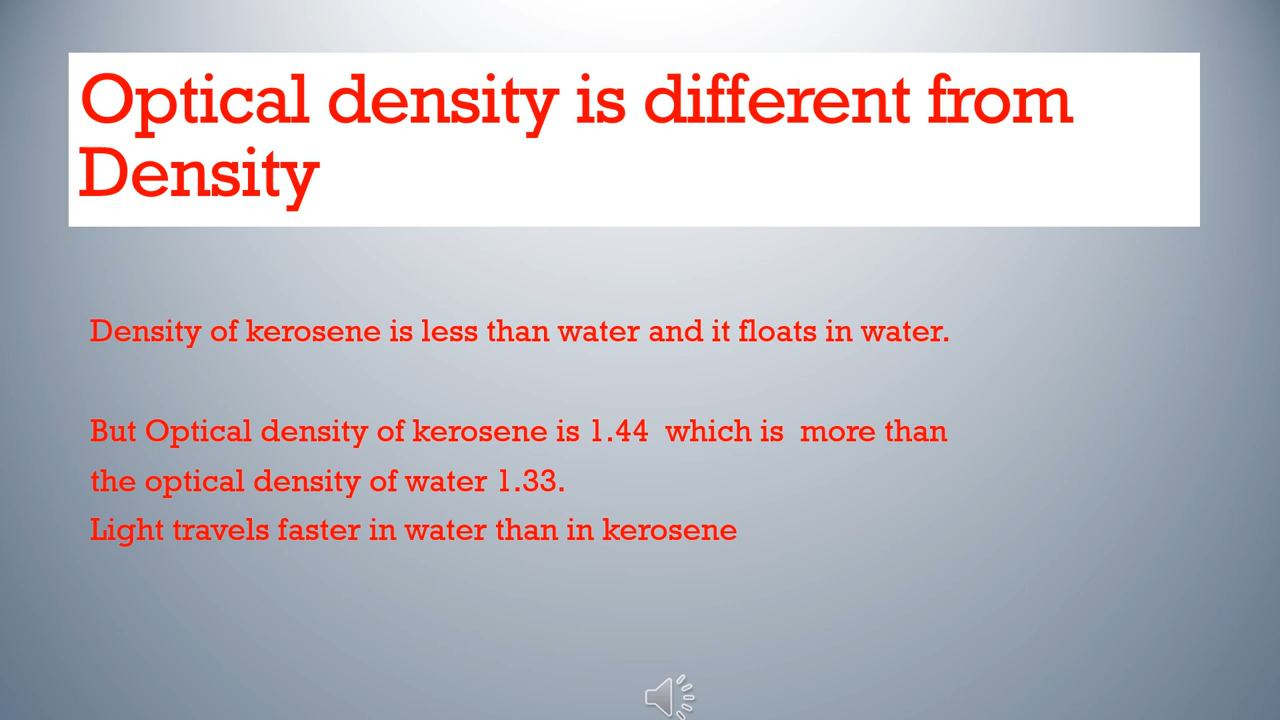 Optical density is different from
Density
Density of kerosene is less than water and it floats in water.
But Optical density of kerosene is 1.44  which is  more than
the optical density of water 1.33.
Light travels faster in water than in kerosene